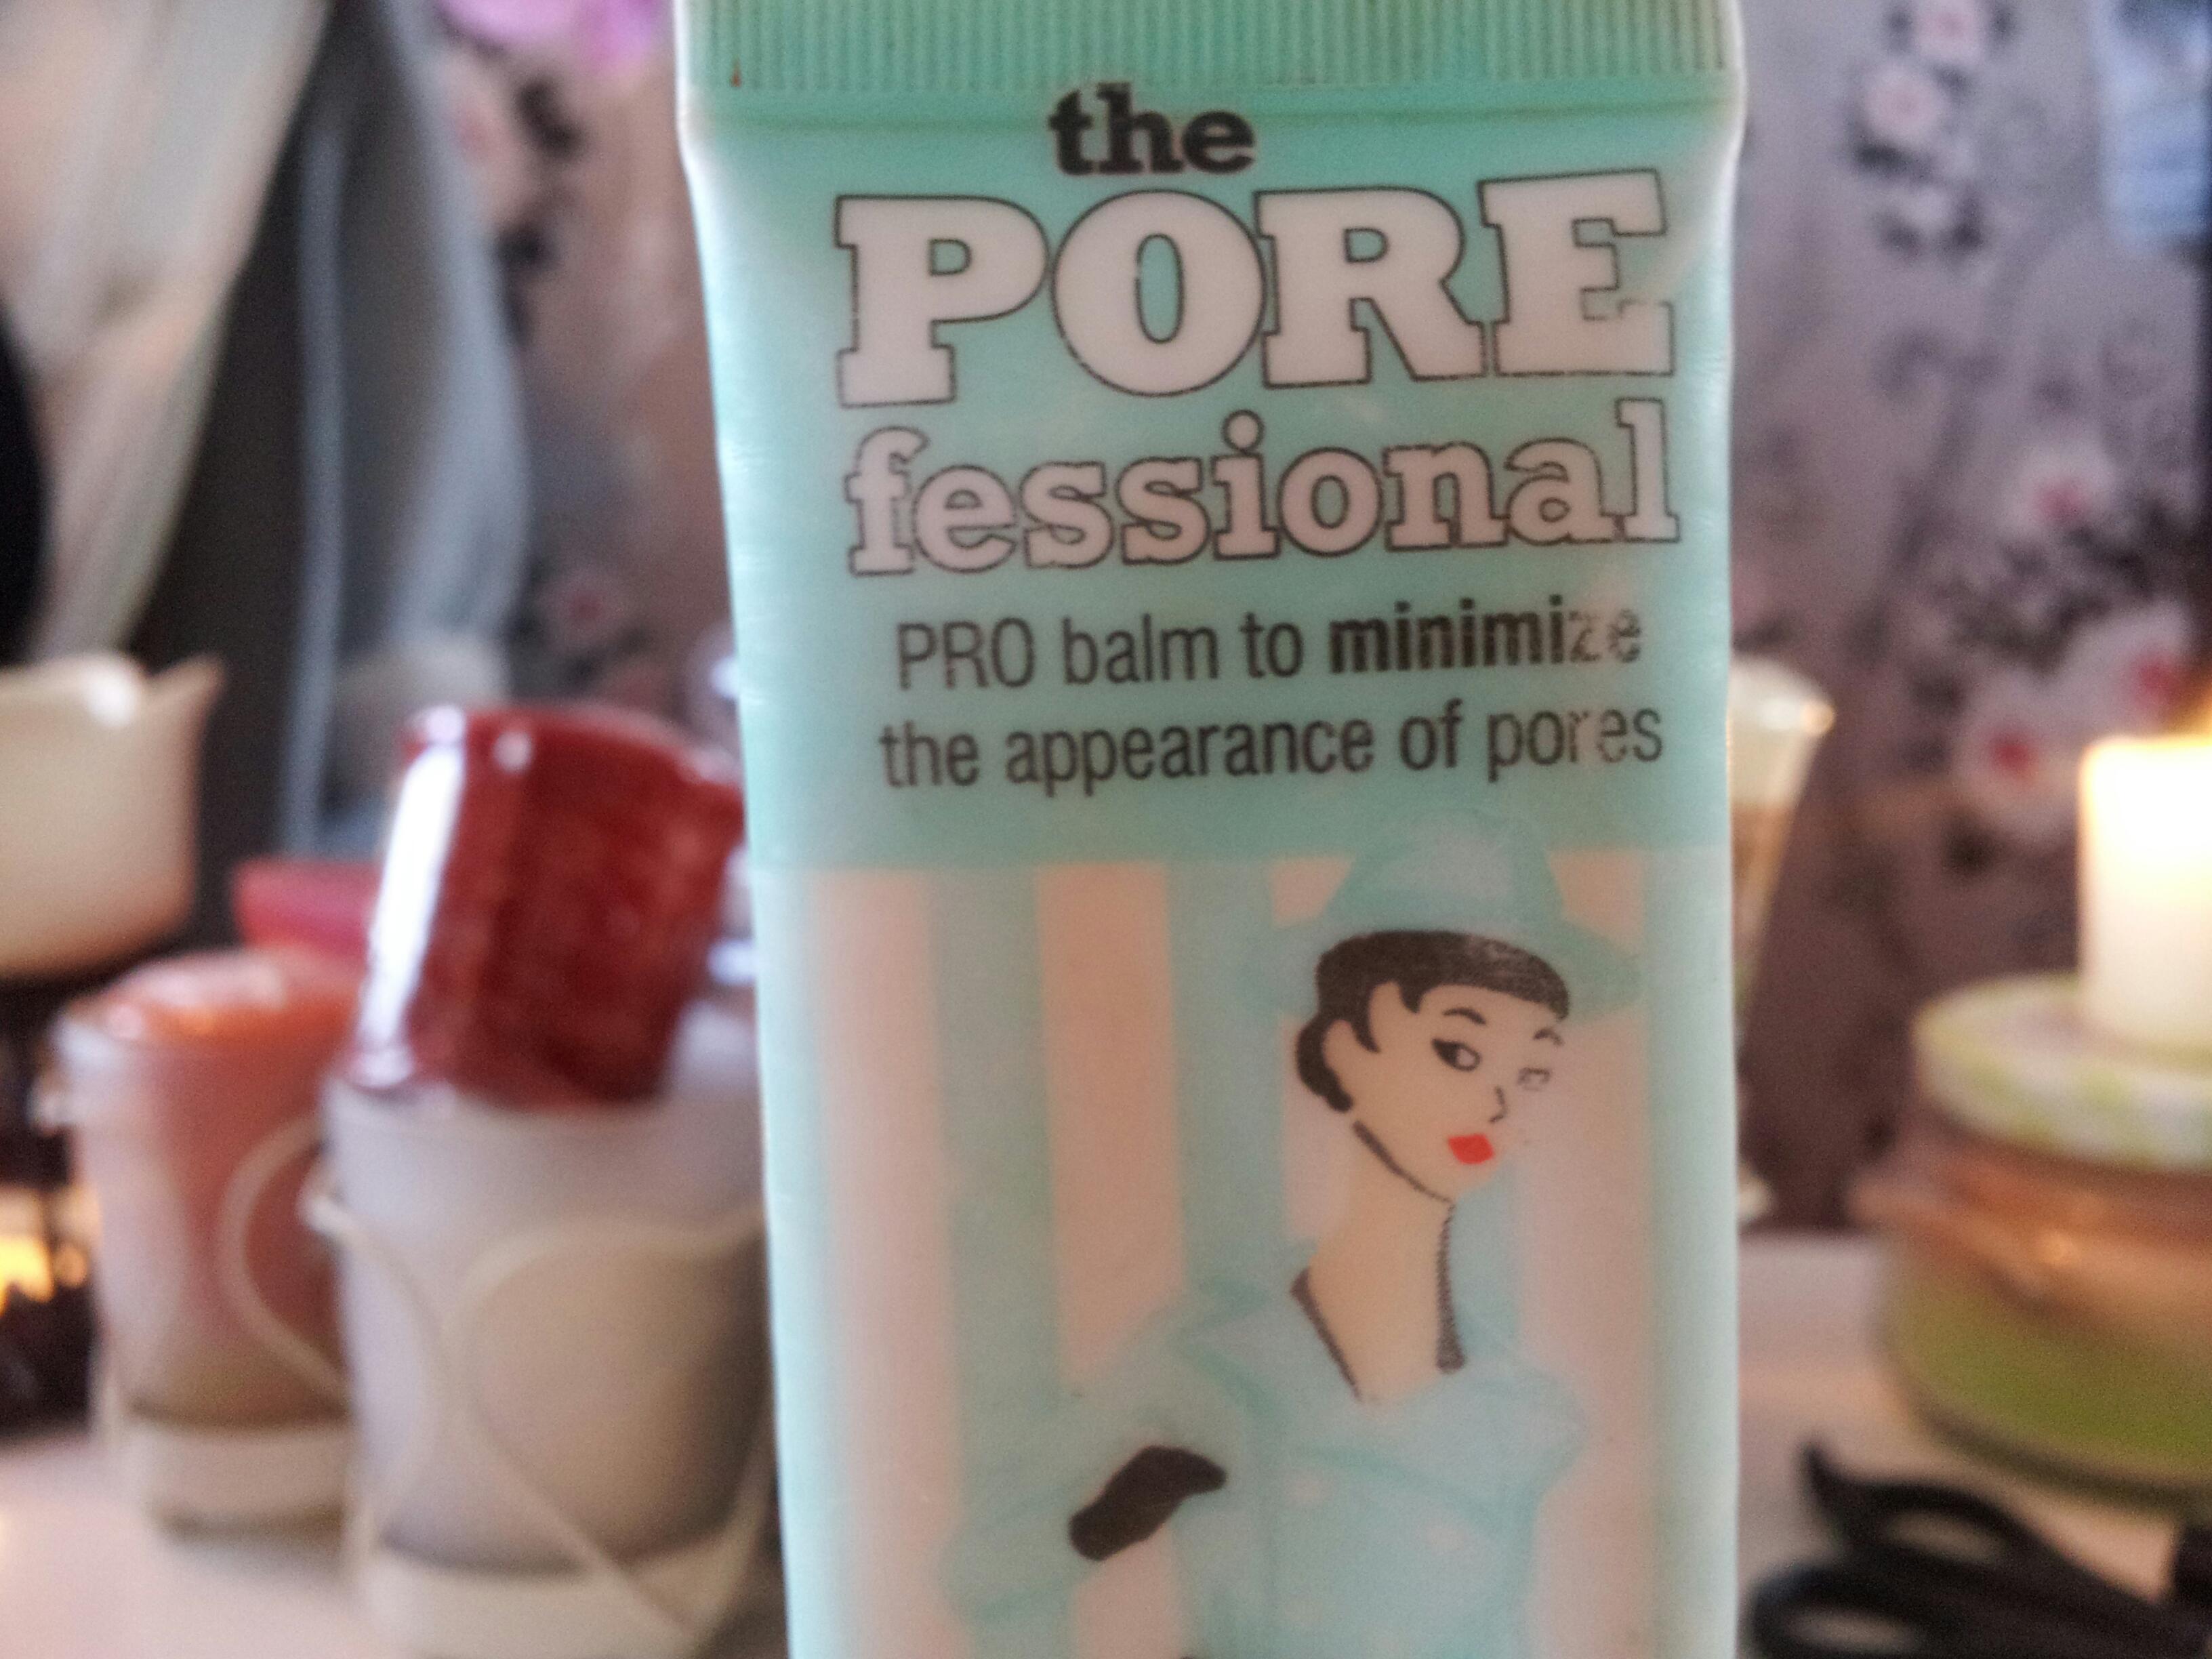 the
PORE
fessional
PRO balm to minimize
the appearance of pores